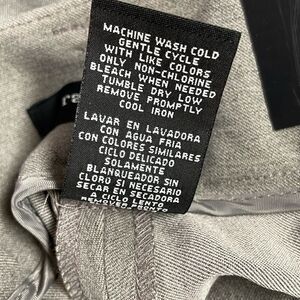 MACHINE WASH COLD
GENTLE CYCLE
WITH LIKE COLORS
ONLY NON-CHLORINE
BLEACH WHEN NEEDED
TUMBLE DRY LOW
REMOVE PROMPTLY
COOL IRON
LAVAR EN LAVADORA
CON AGUA FRIA
CON COLORES SIMILARES
CICLO DELICADO
SOLAMENTE
BLANQUEADOR SIN
CLORO SI NECESARIO
SECAR EN SECADORA
A CICLO LENTO